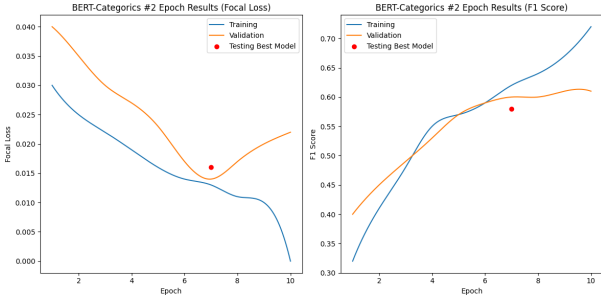 BERT-Categorics #2 Epoch Results (Focal Loss)
Training
Validation
Testing Best Model
0.040
0.035
0.030
0.025
0.020
0.015
0.010
0.005
0.000
Focal Loss
2
4
6
8
10
Epoch
BERT-Categorics #2 Epoch Results (F1 Score)
Training
Validation
Testing Best Model
0.70
0.65
0.60
0.55
0.50
0.45
0.40
0.35
0.30
F1 Score
2
4
6
8
10
Epoch